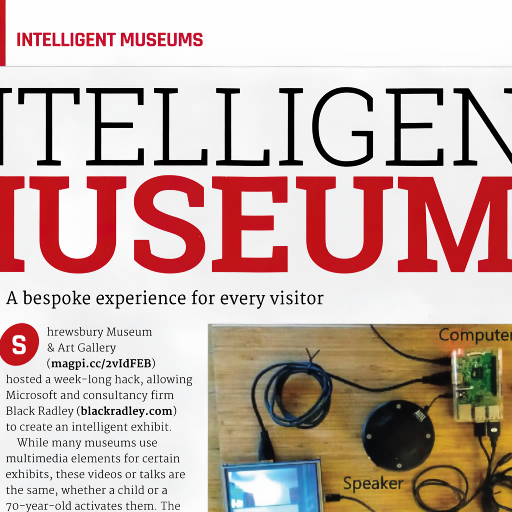 INTELLIGENT MUSEUMS
NTELLIGEN
USEUM
A bespoke experience for every visitor
Shrewsbury Museum
& Art Gallery
(magpi.cc/2vIdFEB)
hosted a week-long hack, allowing
Microsoft and consultancy firm
Black Radley (blackradley.com)
to create an intelligent exhibit.
While many museums use
multimedia elements for certain
exhibits, these videos or talks are
the same, whether a child or a
70-year-old activates them. The
Computer
Speaker